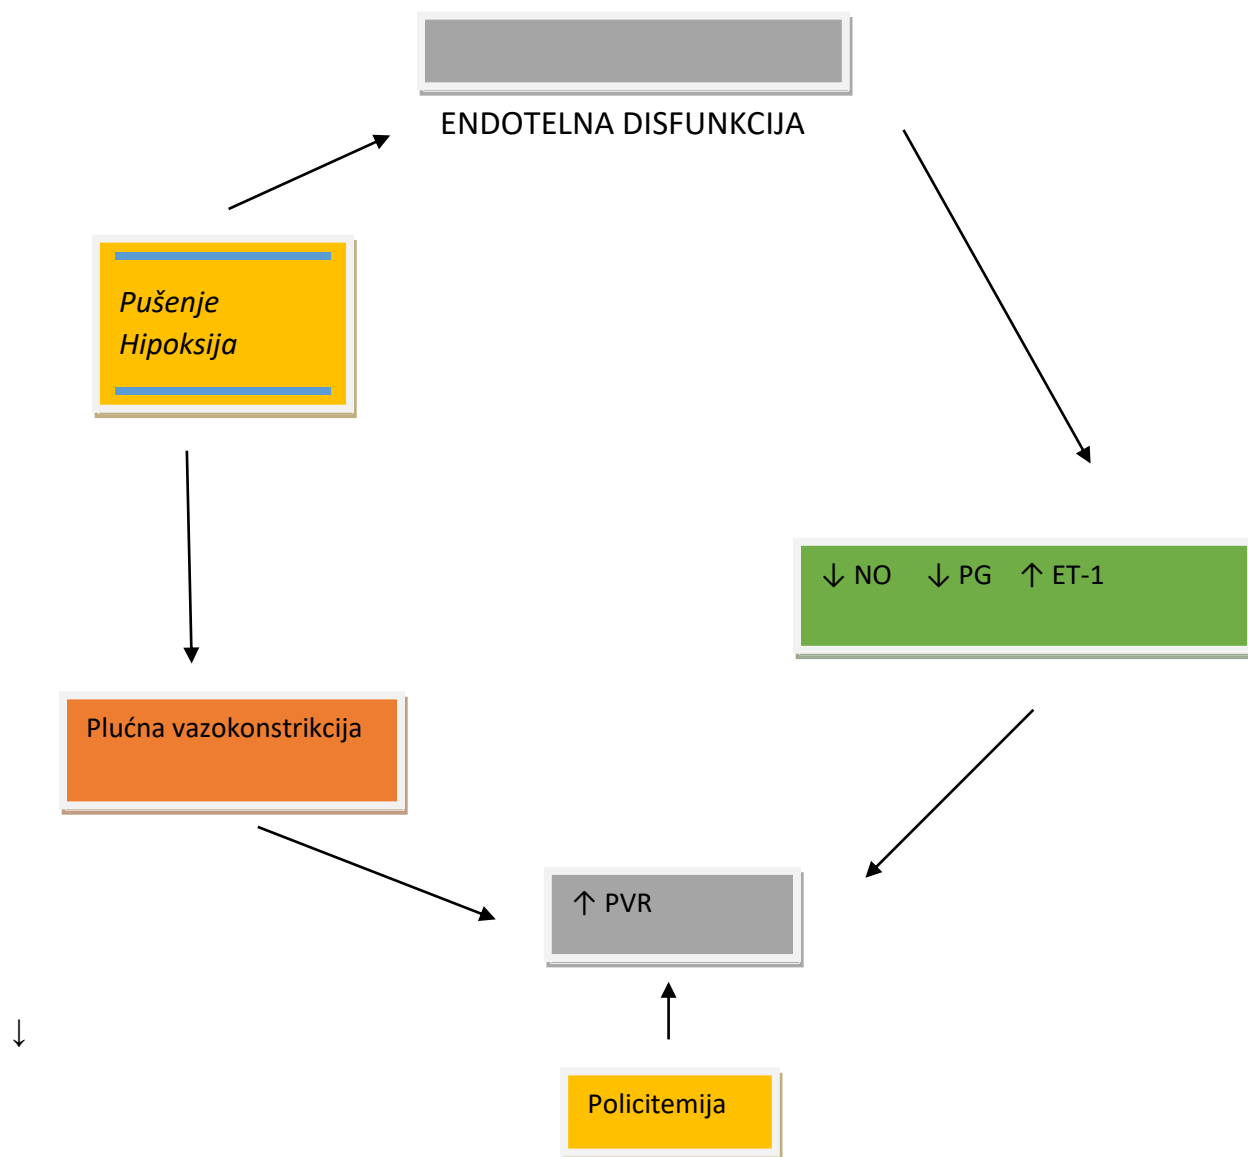 ENDOTELNA DISFUNKCIJA
Pušenje
Hipoksija
↓ NO ↓ PG ↑ ET-1
Plućna vazokonstrikcija
↑ PVR
↓
Policitemija